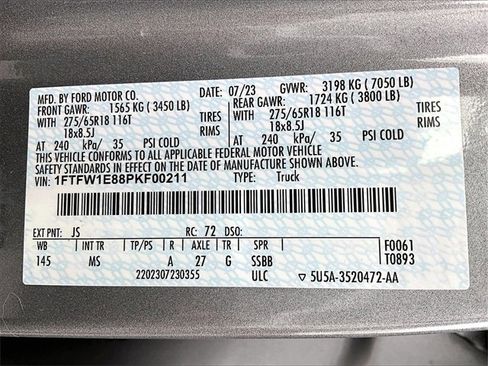 MFD. BY FORD MOTOR CO. 07/23 GVWR: 3198 KG ( 7050 LB)
FRONT GAWR: 1565 KG ( 3450 LB) REAR GAWR: 1724 KG ( 3800 LB)
WITH 275/65R18 116T TIRES WITH 275/65R18 116T TIRES
18x8.5J RIMS 18x8.5J RIMS
AT 240 kPa/ 35 PSI COLD AT 240 kPa/ 35 PSI COLD
THIS VEHICLE CONFORMS TO ALL APPLICABLE FEDERAL MOTOR VEHICLE
SAFETY STANDARDS IN EFFECT ON THE DATE OF MANUFACTURE SHOWN ABOVE.
VIN: 1FTFW1E88PKF00211 TYPE: Truck
EXT PNT: JS RC: 72 DSO:
WB INT TR TP/PS R AXLE TR SPR F0061
145 MS A 27 G SSBB T0893
2202307230355 ULC ▽ 5U5A-3520472-AA